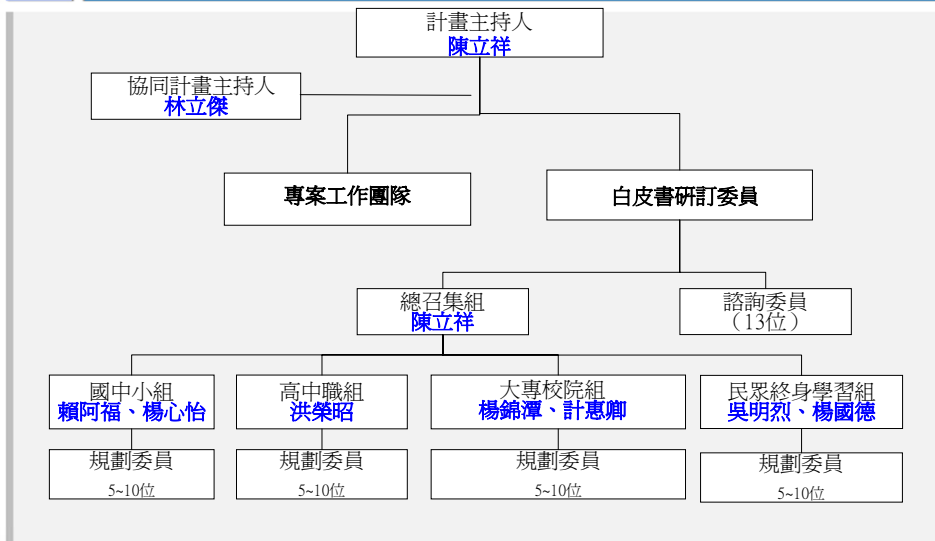 計畫主持人
陳立祥
協同計畫主持人
林立傑
專案工作團隊
白皮書研訂委員
總召集組
陳立祥
諮詢委員
（13位）
國中小組
賴阿福、楊心怡
高中職組
洪榮昭
大專校院組
楊錦潭、計惠卿
民眾終身學習組
吳明烈、楊國德
規劃委員
5~10位
規劃委員
5~10位
規劃委員
5~10位
規劃委員
5~10位